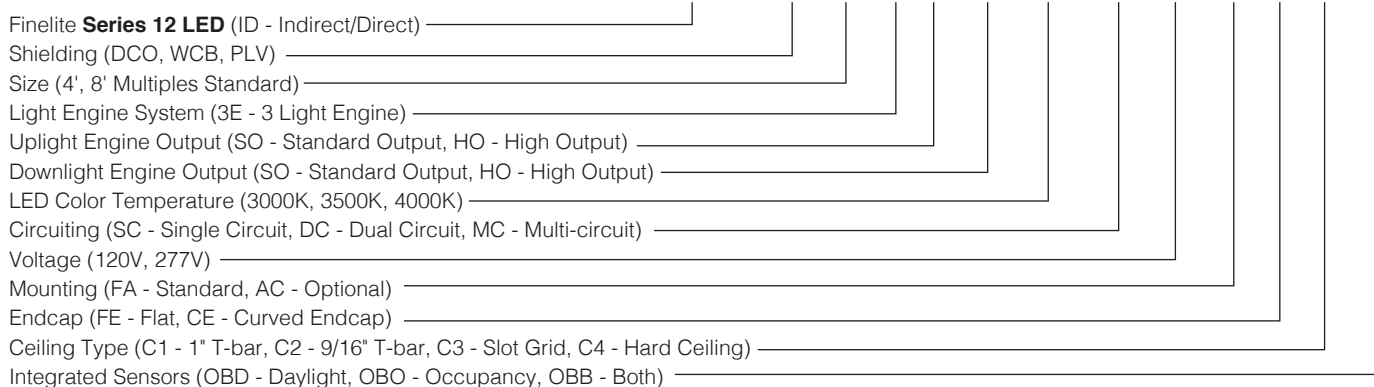 Finelite Series 12 LED (ID - Indirect/Direct)
Shielding (DCO, WCB, PLV)
Size (4', 8' Multiples Standard)
Light Engine System (3E - 3 Light Engine)
Uplight Engine Output (SO - Standard Output, HO - High Output)
Downlight Engine Output (SO - Standard Output, HO - High Output)
LED Color Temperature (3000K, 3500K, 4000K)
Circuiting (SC - Single Circuit, DC - Dual Circuit, MC - Multi-circuit)
Voltage (120V, 277V)
Mounting (FA - Standard, AC - Optional)
Endcap (FE - Flat, CE - Curved Endcap)
Ceiling Type (C1 - 1" T-bar, C2 - 9/16" T-bar, C3 - Slot Grid, C4 - Hard Ceiling)
Integrated Sensors (OBD - Daylight, OBO - Occupancy, OBB - Both)